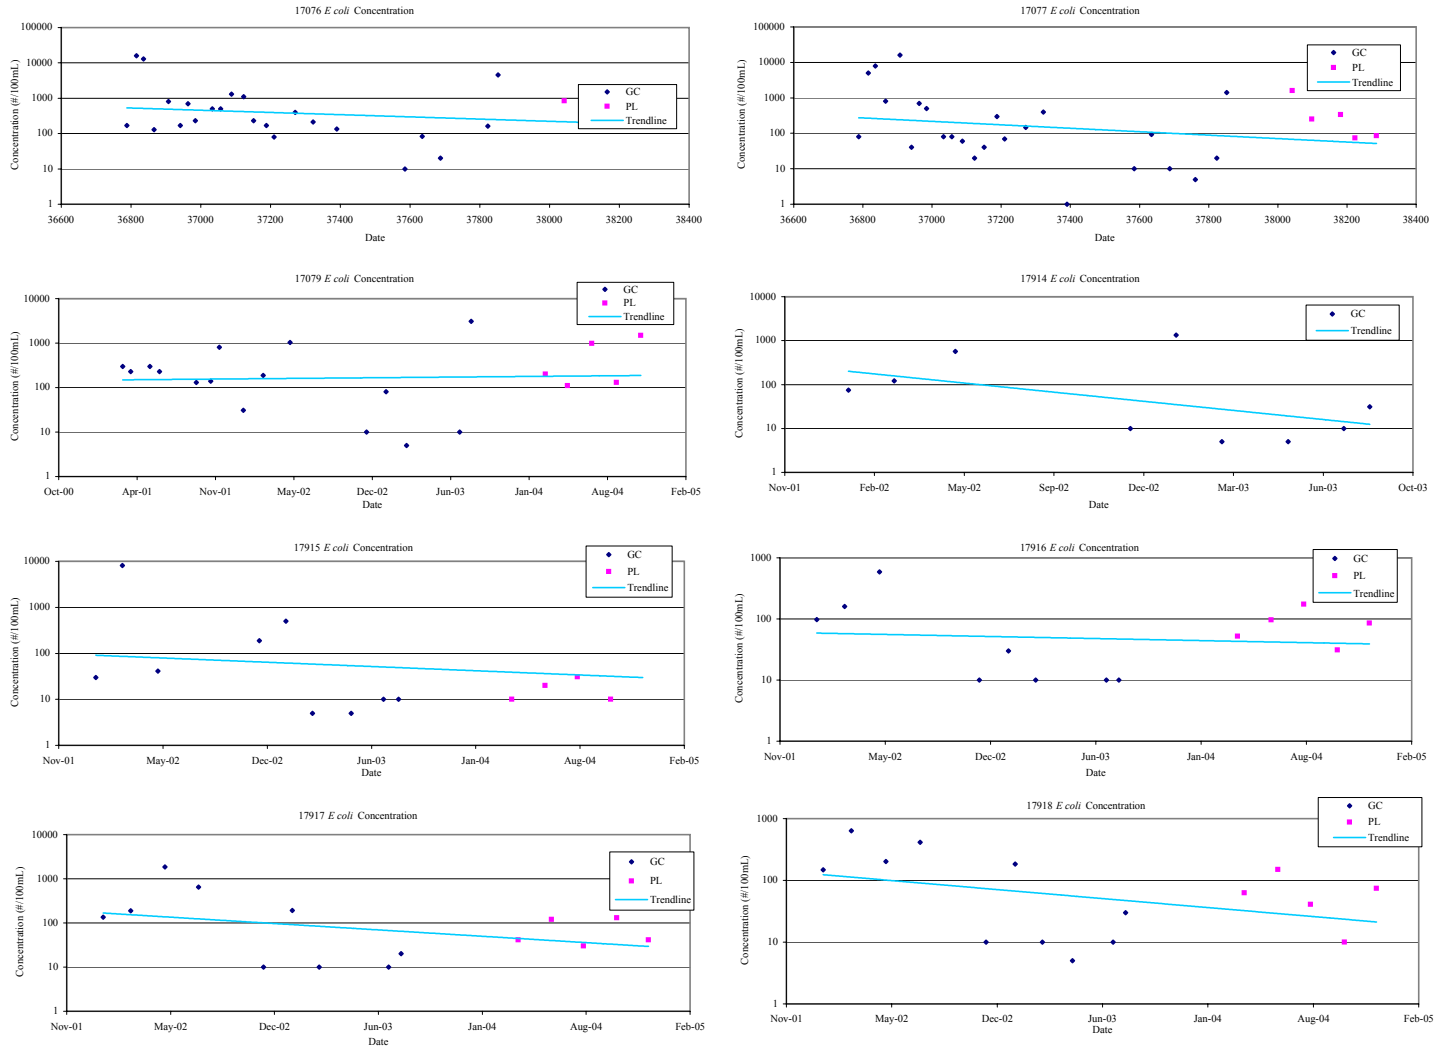 17076 E coli Concentration
100000
10000
1000
100
10
1
Concentration (#/100mL)
36600 36800 37000 37200 37400 37600 37800 38000 38200 38400
Date
GC
PL
Trendline
17077 E coli Concentration
100000
10000
1000
100
10
1
Concentration (#/100mL)
36600 36800 37000 37200 37400 37600 37800 38000 38200 38400
Date
GC
PL
Trendline
17079 E coli Concentration
10000
1000
100
10
1
Concentration (#/100mL)
Oct-00 Apr-01 Nov-01 May-02 Dec-02 Jun-03 Jan-04 Aug-04 Feb-05
Date
GC
PL
Trendline
17914 E coli Concentration
10000
1000
100
10
1
Concentration (#/100mL)
Nov-01 Feb-02 May-02 Sep-02 Dec-02 Mar-03 Jun-03 Oct-03
Date
GC
Trendline
17915 E coli Concentration
10000
1000
100
10
1
Concentration (#/100mL)
Nov-01 May-02 Dec-02 Jun-03 Jan-04 Aug-04 Feb-05
Date
GC
PL
Trendline
17916 E coli Concentration
1000
100
10
1
Concentration (#/100mL)
Nov-01 May-02 Dec-02 Jun-03 Jan-04 Aug-04 Feb-05
Date
GC
PL
Trendline
17917 E coli Concentration
10000
1000
100
10
1
Concentration (#/100mL)
Nov-01 May-02 Dec-02 Jun-03 Jan-04 Aug-04 Feb-05
Date
GC
PL
Trendline
17918 E coli Concentration
1000
100
10
1
Concentration (#/100mL)
Nov-01 May-02 Dec-02 Jun-03 Jan-04 Aug-04 Feb-05
Date
GC
PL
Trendline